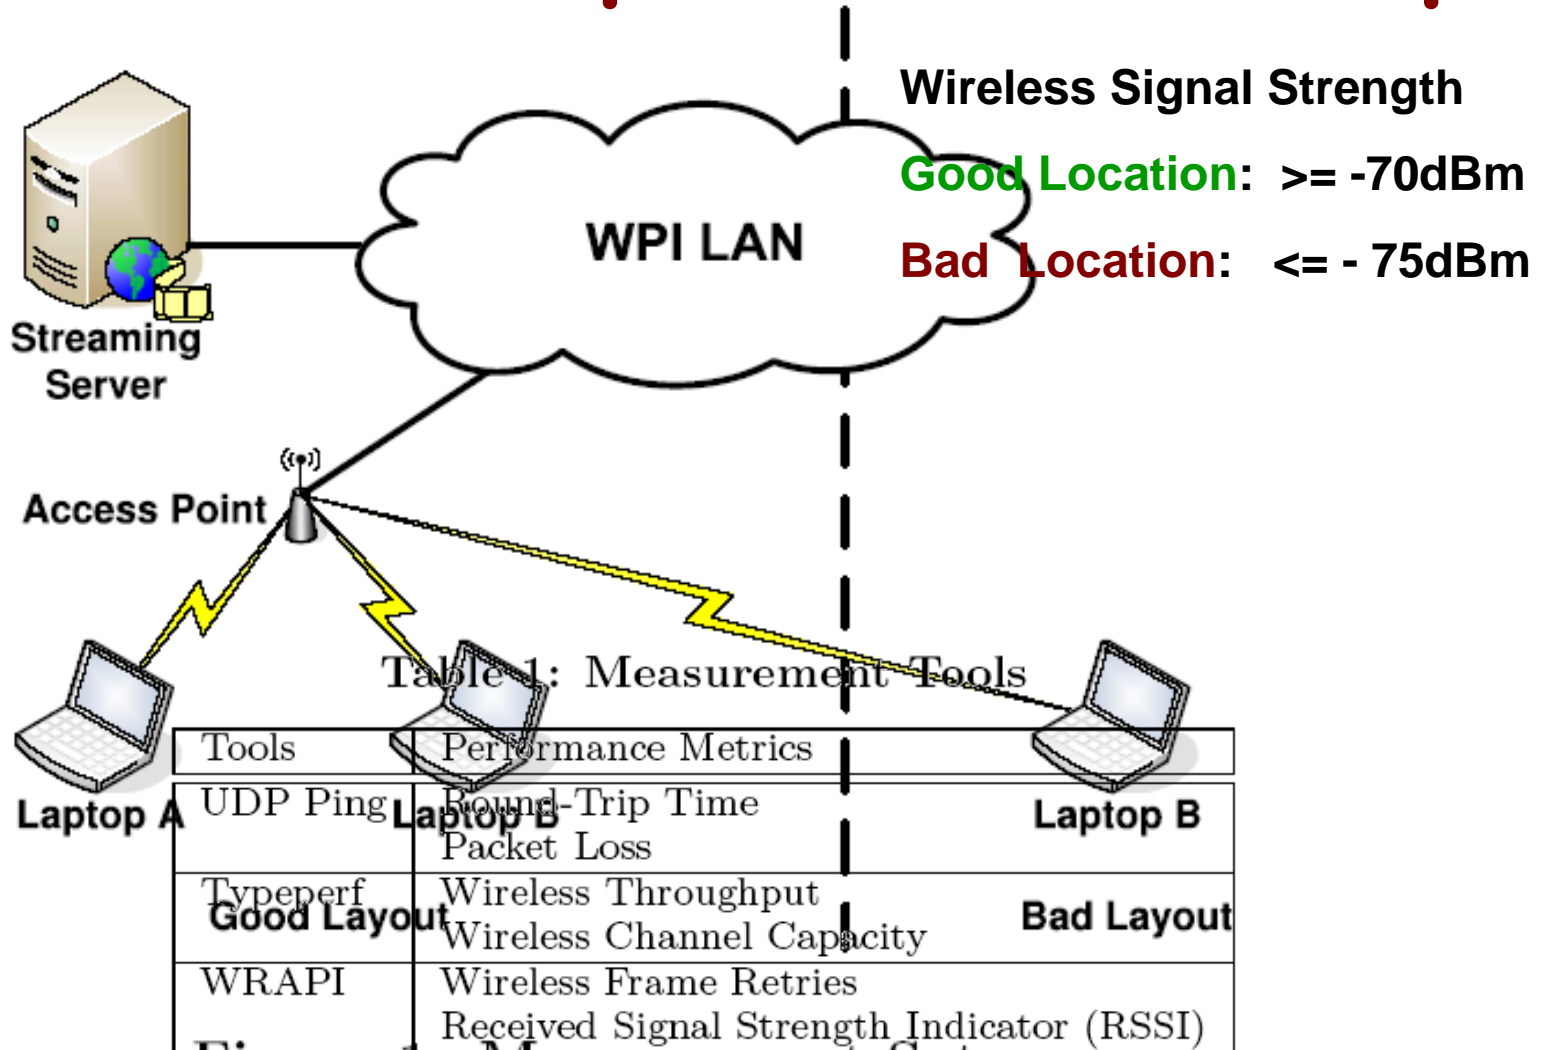 Wireless Signal Strength
Good Location: >= -70dBm
Bad Location: <= - 75dBm
WPI LAN
Streaming
Server
Access Point
Table 1: Measurement Tools
Tools Performance Metrics
Laptop A
Laptop B
Laptop B
UDP Ping Round-Trip Time
Packet Loss
Typeperf Wireless Throughput
Good Layout
Bad Layout
Wireless Channel Capacity
WRAPI Wireless Frame Retries
Received Signal Strength Indicator (RSSI)